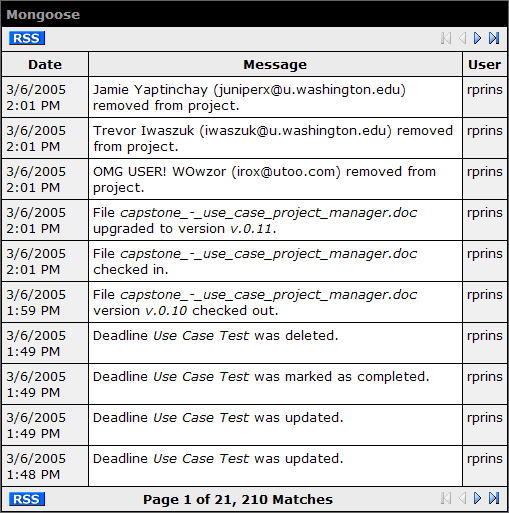 Mongoose
RSS
Date Message User
3/6/2005 Jamie Yaptinchay (juniperx@u.washington.edu) rprins
2:01 PM removed from project.
3/6/2005 Trevor Iwaszuk (iwaszuk@u.washington.edu) removed rprins
2:01 PM from project.
3/6/2005 OMG USER! WOwzor (irox@utoo.com) removed from rprins
2:01 PM project.
3/6/2005 File capstone_-_use_case_project_manager.doc rprins
2:01 PM upgraded to version v.0.11.
3/6/2005 File capstone_-_use_case_project_manager.doc rprins
2:01 PM checked in.
3/6/2005 File capstone_-_use_case_project_manager.doc rprins
1:59 PM version v.0.10 checked out.
3/6/2005 Deadline Use Case Test was deleted. rprins
1:49 PM
3/6/2005 Deadline Use Case Test was marked as completed. rprins
1:49 PM
3/6/2005 Deadline Use Case Test was updated. rprins
1:49 PM
3/6/2005 Deadline Use Case Test was updated. rprins
1:48 PM
RSS Page 1 of 21, 210 Matches